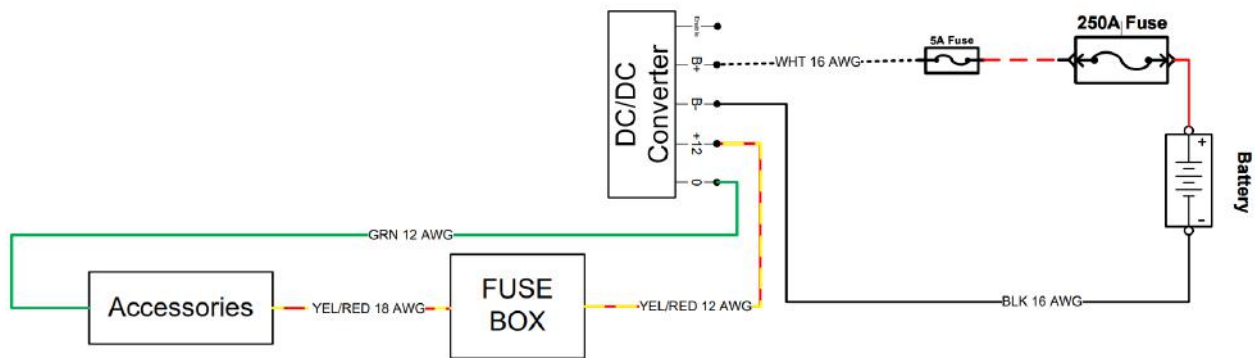 Enable
250A Fuse
5A Fuse
B+
WHT 16 AWG
DC/DC
Converter
B-
+12
0
+
-
Battery
GRN 12 AWG
Accessories
YEL/RED 18 AWG
FUSE
BOX
YEL/RED 12 AWG
BLK 16 AWG